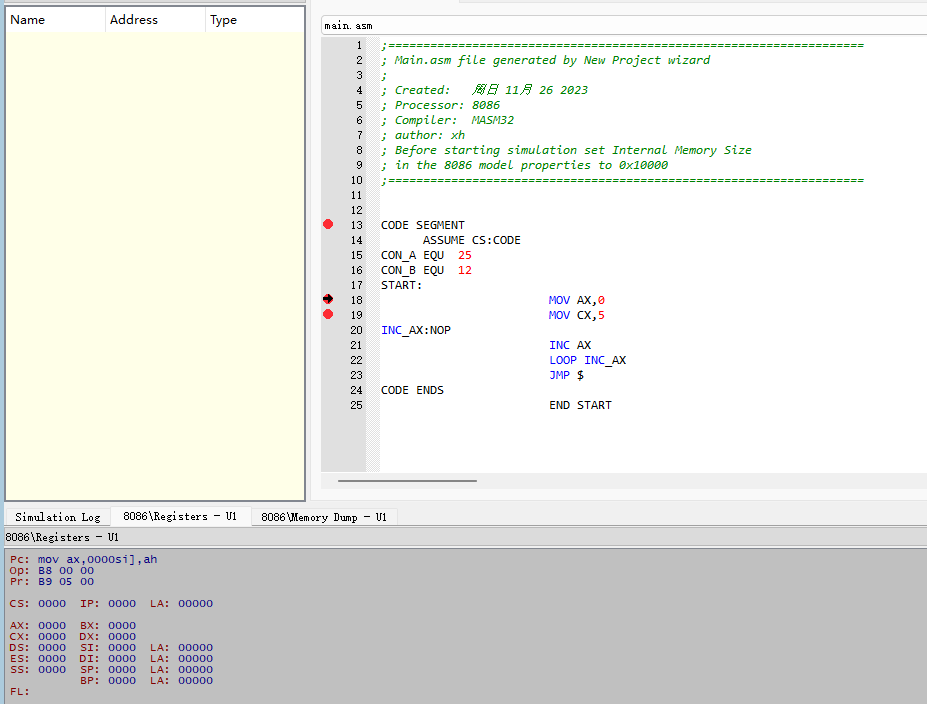 Name Address Type
main.asm
1 ;====================================================================
2 ; Main.asm file generated by New Project wizard
3 ;
4 ; Created:   周日 11月 26 2023
5 ; Processor: 8086
6 ; Compiler:  MASM32
7 ; author: xh
8 ; Before starting simulation set Internal Memory Size
9 ; in the 8086 model properties to 0x10000
10 ;====================================================================
11
12
13 CODE SEGMENT
14       ASSUME CS:CODE
15 CON_A EQU  25
16 CON_B EQU  12
17 START:
18                         MOV AX,0
19                         MOV CX,5
20 INC_AX:NOP
21                         INC AX
22                         LOOP INC_AX
23                         JMP $
24 CODE ENDS
25                         END START
Simulation Log 8086\Registers - U1 8086\Memory Dump - U1
8086\Registers - U1
Pc: mov ax,0000si],ah
Op: B8 00 00
Pr: B9 05 00
CS: 0000  IP: 0000  LA: 00000
AX: 0000  BX: 0000
CX: 0000  DX: 0000
DS: 0000  SI: 0000  LA: 00000
ES: 0000  DI: 0000  LA: 00000
SS: 0000  SP: 0000  LA: 00000
BP: 0000  LA: 00000
FL: